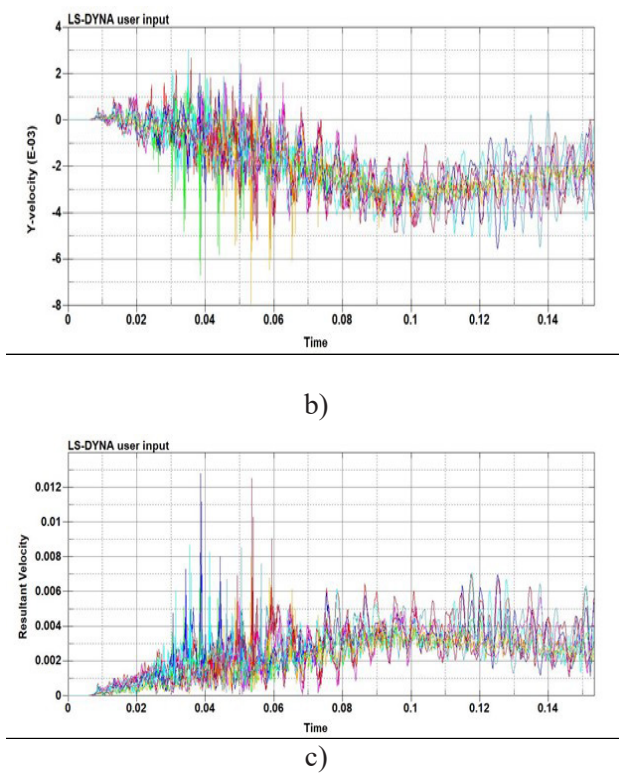 LS-DYNA user input
4
2
0
-2
-4
-6
-8
Y-velocity (E-03)
0 0.02 0.04 0.06 0.08 0.1 0.12 0.14
Time
b)
LS-DYNA user input
0.012
0.01
0.008
0.006
0.004
0.002
0
Resultant Velocity
0 0.02 0.04 0.06 0.08 0.1 0.12 0.14
Time
c)